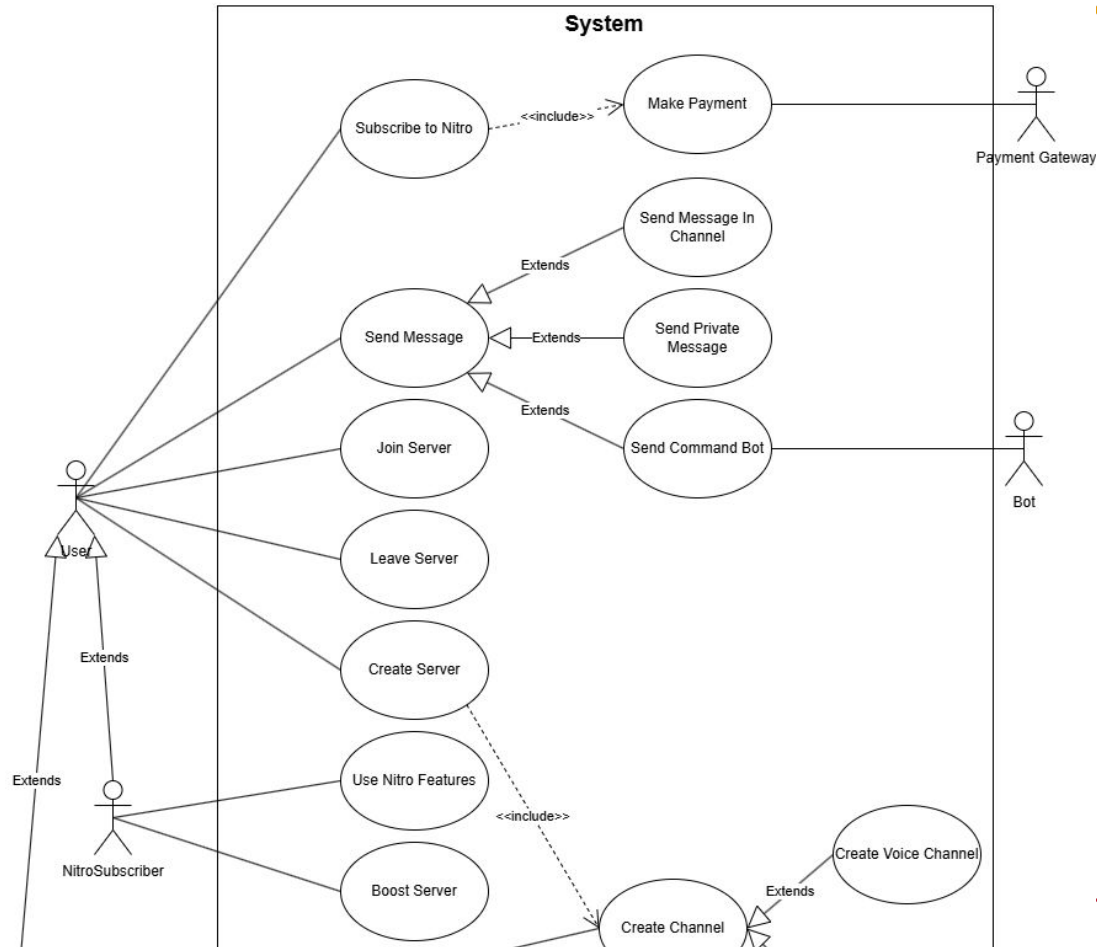 System
Subscribe to Nitro
<<include>>
Make Payment
Payment Gateway
Send Message In
Channel
Extends
Send Message
Extends
Send Private
Message
Extends
Join Server
Send Command Bot
Bot
User
Leave Server
Extends
Create Server
Extends
Use Nitro Features
NitroSubscriber
<<include>>
Boost Server
Create Voice Channel
Extends
Create Channel